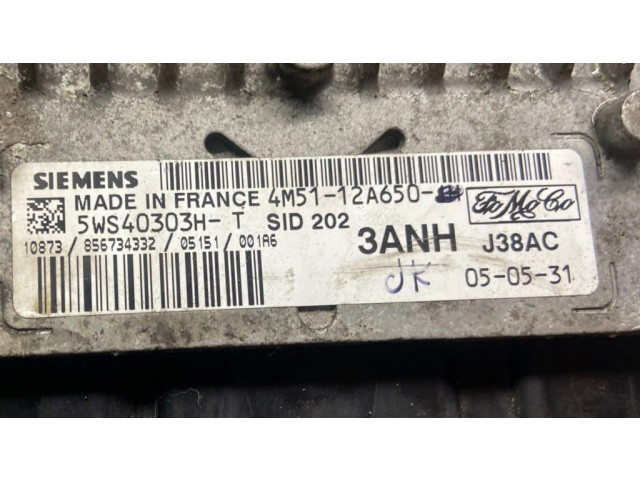 SIEMENS
MADE IN FRANCE 4M51-12A650-
FoMoCo
5WS40303H- T SID 202
3ANH J38AC
10873 / 856734332 / 05151 / 001A6
JK 05-05-31